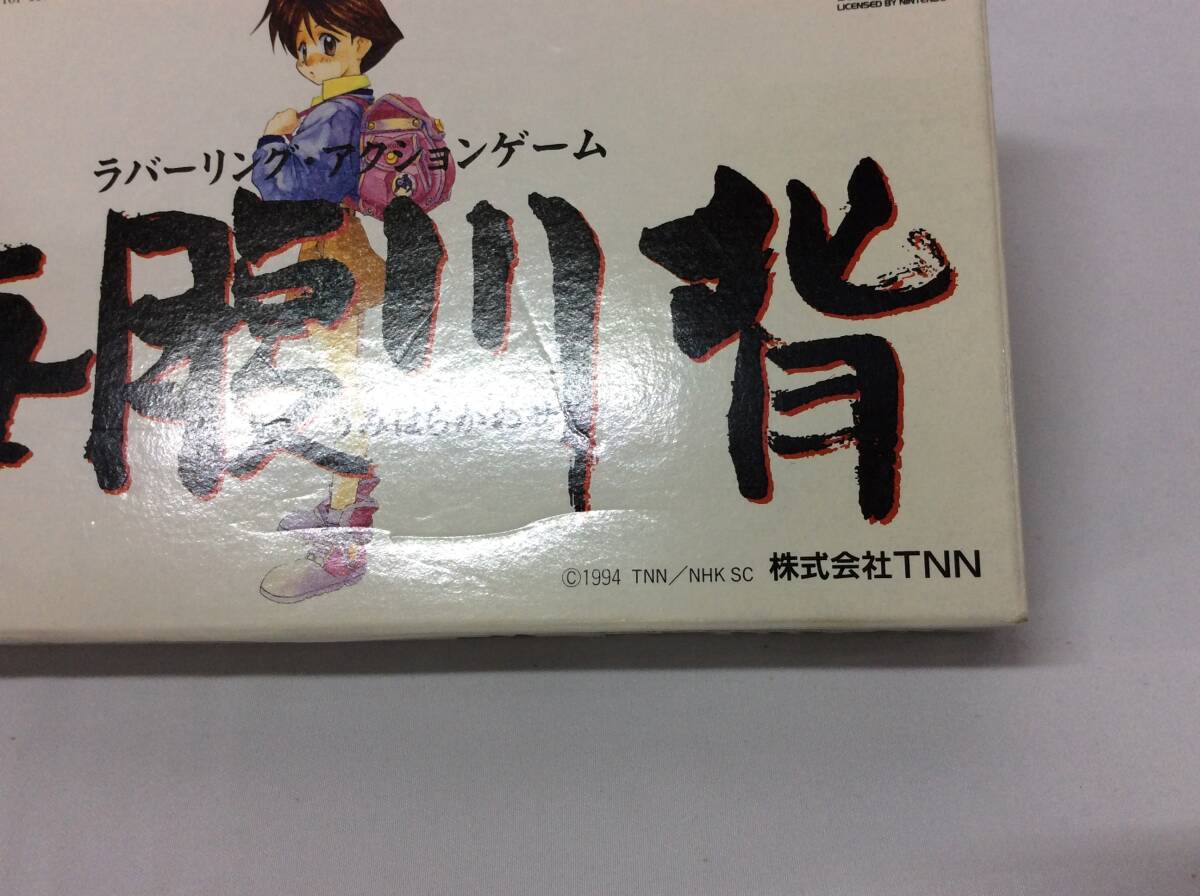 LICENSED BY NINTENDO
ラバーリング・アクションゲーム
腹川背
うみはらかわせ
©1994 TNN/NHK SC 株式会社TNN